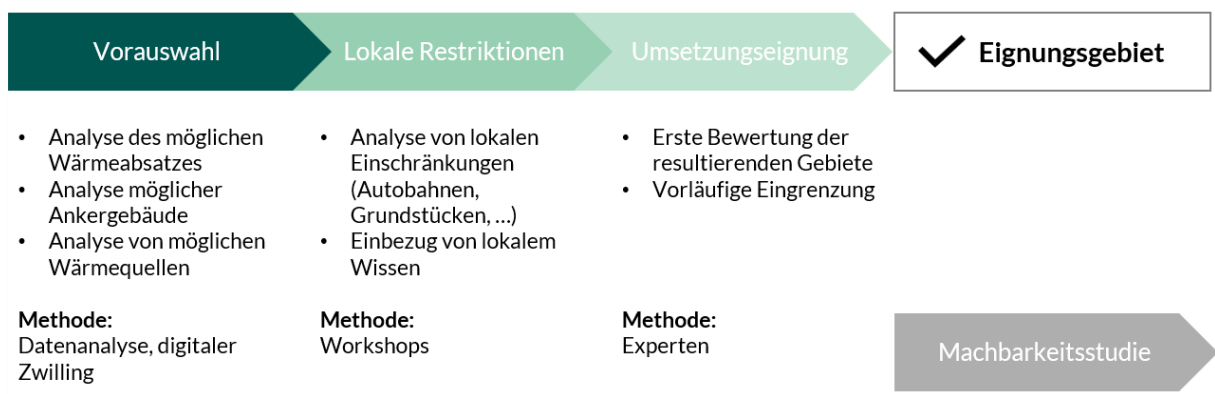 Vorauswahl
Lokale Restriktionen
Umsetzungseignung
Eignungsgebiet
• Analyse des möglichen
Wärmeabsatzes
• Analyse möglicher
Ankergebäude
• Analyse von möglichen
Wärmequellen
Methode:
Datenanalyse, digitaler
Zwilling
• Analyse von lokalen
Einschränkungen
(Autobahnen,
Grundstücken, ...)
• Einbezug von lokalem
Wissen
Methode:
Workshops
• Erste Bewertung der
resultierenden Gebiete
• Vorläufige Eingrenzung
Methode:
Experten
Machbarkeitsstudie